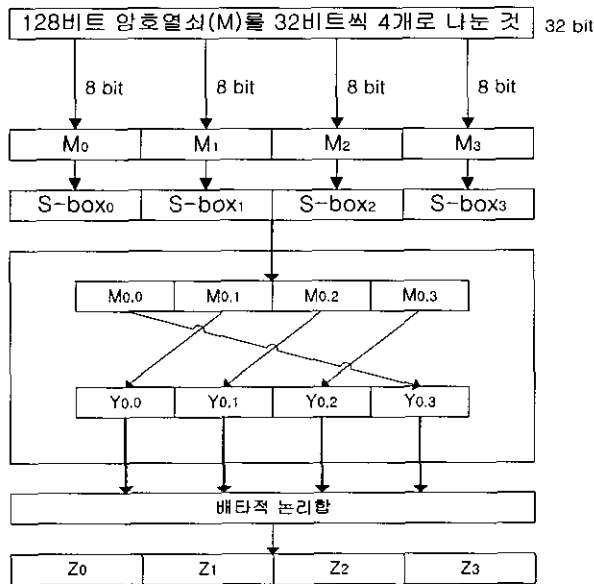 128비트 암호열쇠(M)를 32비트씩 4개로 나눈 것 32 bit
8 bit 8 bit 8 bit 8 bit
M0 M1 M2 M3
S-box0 S-box1 S-box2 S-box3
M0,0 M0,1 M0,2 M0,3
Y0,0 Y0,1 Y0,2 Y0,3
배타적 논리합
Z0 Z1 Z2 Z3